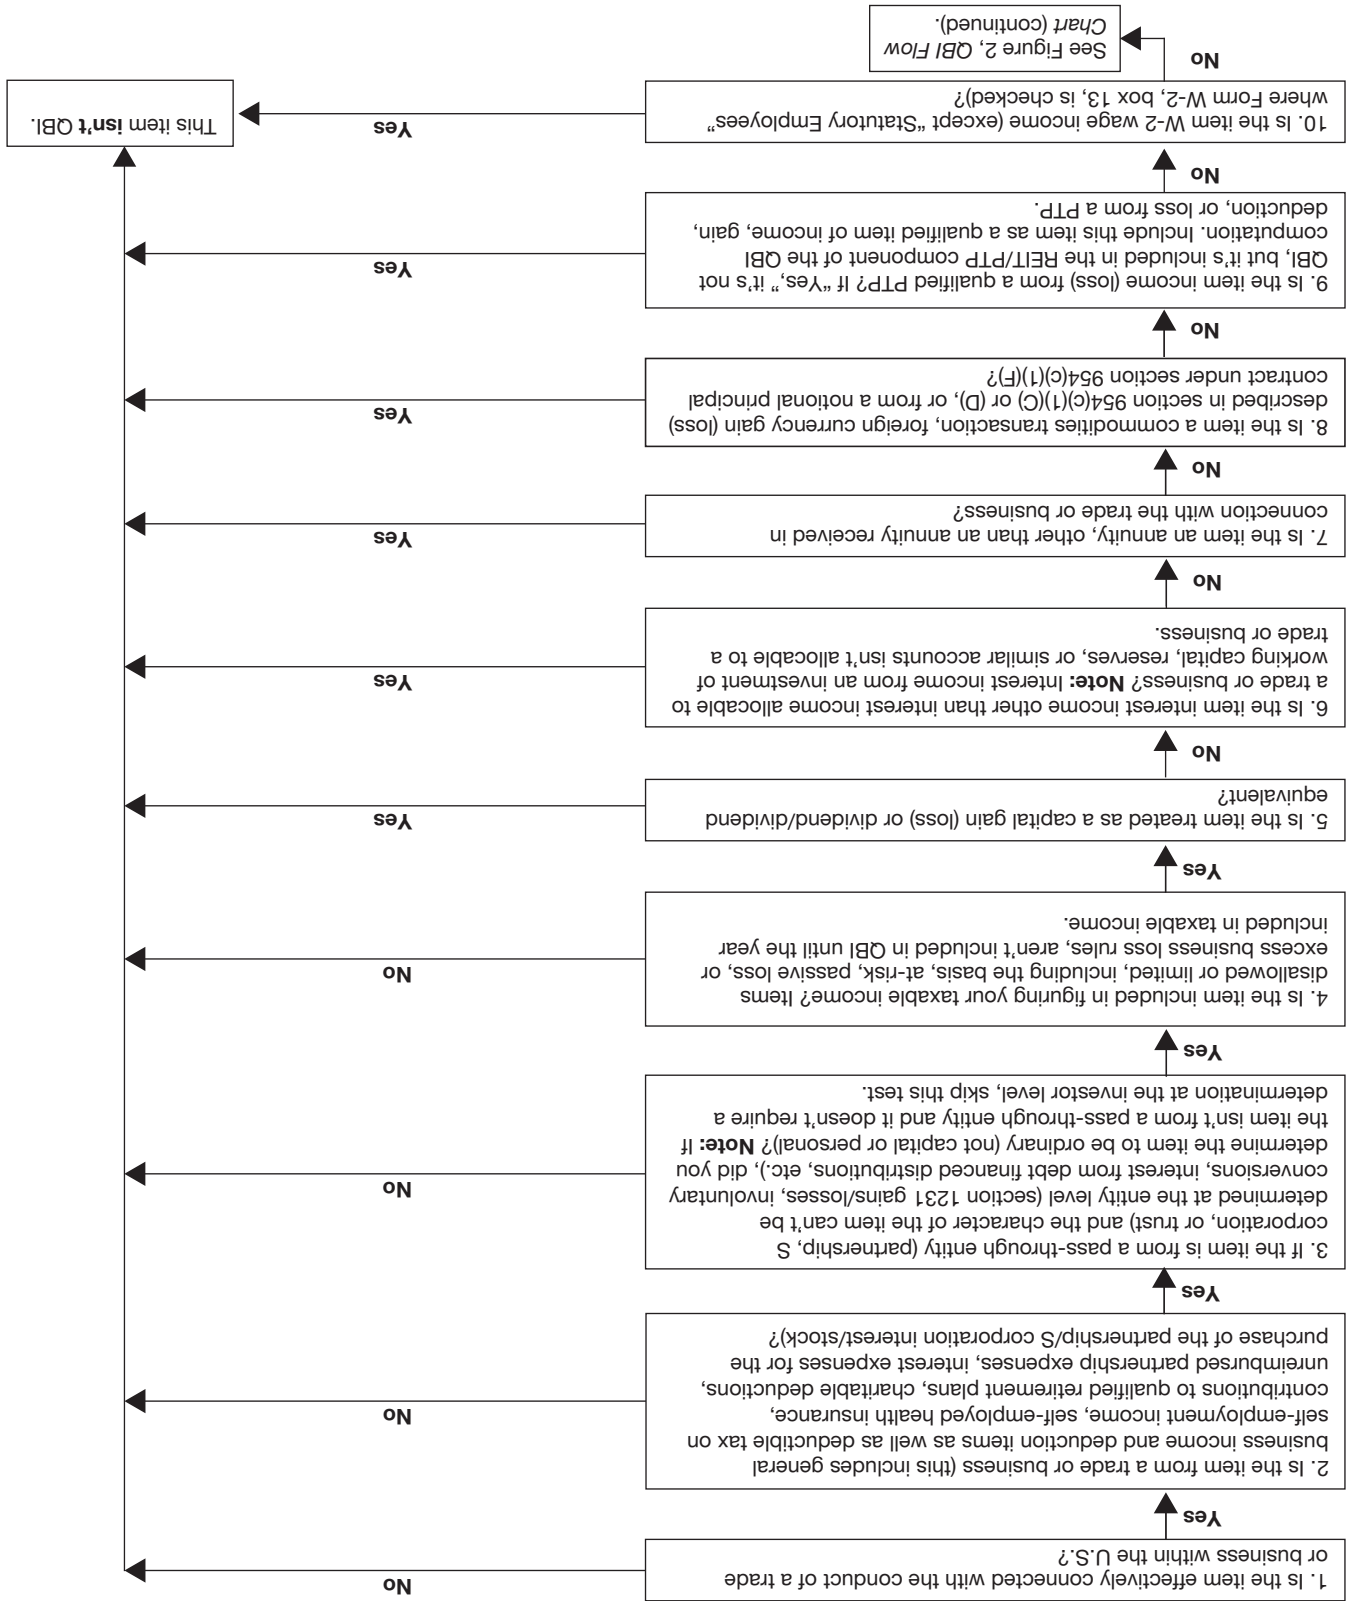 1. Is the item effectively connected with the conduct of a trade
or business within the U.S.?
No
Yes
2. Is the item from a trade or business (this includes general
business income and deduction items as well as deductible tax on
self-employment income, self-employed health insurance,
contributions to qualified retirement plans, charitable deductions,
unreimbursed partnership expenses, interest expenses for the
purchase of the partnership/S corporation interest/stock)?
No
Yes
3. If the item is from a pass-through entity (partnership, S
corporation, or trust) and the character of the item can't be
determined at the entity level (section 1231 gains/losses, involuntary
conversions, interest from debt financed distributions, etc.), did you
determine the item to be ordinary (not capital or personal)? Note: If
the item isn't from a pass-through entity and it doesn't require a
determination at the investor level, skip this test.
No
Yes
4. Is the item included in figuring your taxable income? Items
disallowed or limited, including the basis, at-risk, passive loss, or
excess business loss rules, aren't included in QBI until the year
included in taxable income.
No
Yes
5. Is the item treated as a capital gain (loss) or dividend/dividend
equivalent?
Yes
No
6. Is the item interest income other than interest income allocable to
a trade or business? Note: Interest income from an investment of
working capital, reserves, or similar accounts isn't allocable to a
trade or business.
Yes
No
7. Is the item an annuity, other than an annuity received in
connection with the trade or business?
Yes
No
8. Is the item a commodities transaction, foreign currency gain (loss)
described in section 954(c)(1)(C) or (D), or from a notional principal
contract under section 954(c)(1)(F)?
Yes
No
9. Is the item income (loss) from a qualified PTP? If “Yes,” it's not
QBI, but it's included in the REIT/PTP component of the QBI
computation. Include this item as a qualified item of income, gain,
deduction, or loss from a PTP.
Yes
No
10. Is the item W-2 wage income (except “Statutory Employees”
where Form W-2, box 13, is checked)?
Yes
This item isn't QBI.
No
See Figure 2, QBI Flow
Chart (continued).